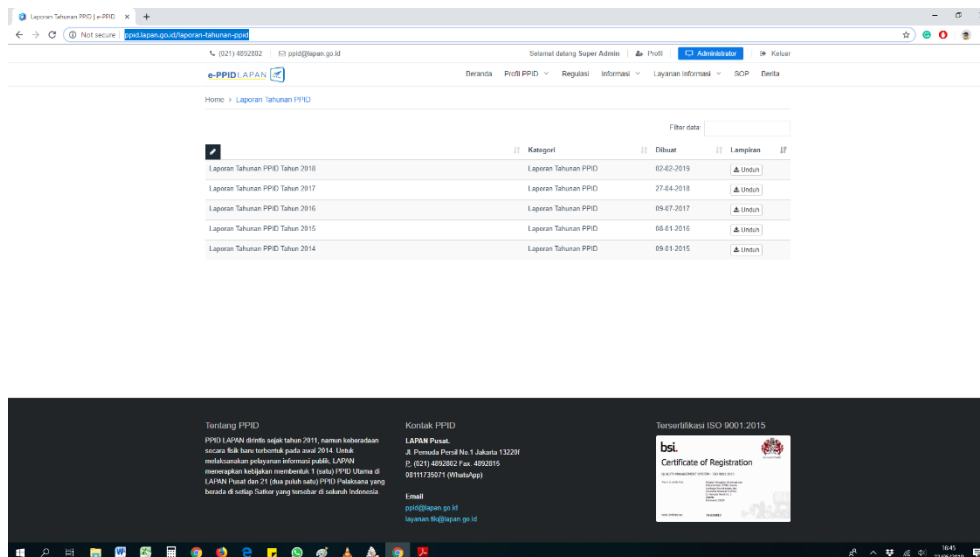 Laporan Tahunan PPID | e-PPID
Not secure | ppid.lapan.go.id/laporan-tahunan-ppid
(021) 4892802 ppid@lapan.go.id Selamat datang Super Admin Profil Administrator Keluar
e-PPID LAPAN Beranda Profil PPID Regulasi Informasi Layanan Informasi SOP Berita
Home > Laporan Tahunan PPID
Filter data:
Kategori Dibuat Lampiran
Laporan Tahunan PPID Tahun 2018 Laporan Tahunan PPID 02-02-2019 Unduh
Laporan Tahunan PPID Tahun 2017 Laporan Tahunan PPID 27-04-2018 Unduh
Laporan Tahunan PPID Tahun 2016 Laporan Tahunan PPID 09-07-2017 Unduh
Laporan Tahunan PPID Tahun 2015 Laporan Tahunan PPID 08-01-2016 Unduh
Laporan Tahunan PPID Tahun 2014 Laporan Tahunan PPID 09-01-2015 Unduh
Tentang PPID
PPID LAPAN dirintis sejak tahun 2011, namun keberadaan
secara fisik baru terbentuk pada awal 2014. Untuk
melaksanakan pelayanan informasi publik, LAPAN
menerapkan kebijakan membentuk 1 (satu) PPID Utama di
LAPAN Pusat dan 21 (dua puluh satu) PPID Pelaksana yang
berada di setiap Satker yang tersebar di seluruh Indonesia.
Kontak PPID
LAPAN Pusat.
Jl. Pemuda Persil No.1 Jakarta 13220f
P. (021) 4892802 Fax. 4892815
08111735071 (WhatsApp)
Email
ppid@lapan.go.id
layanan.tik@lapan.go.id
Tersertifikasi ISO 9001:2015
bsi.
Certificate of Registration
16:45